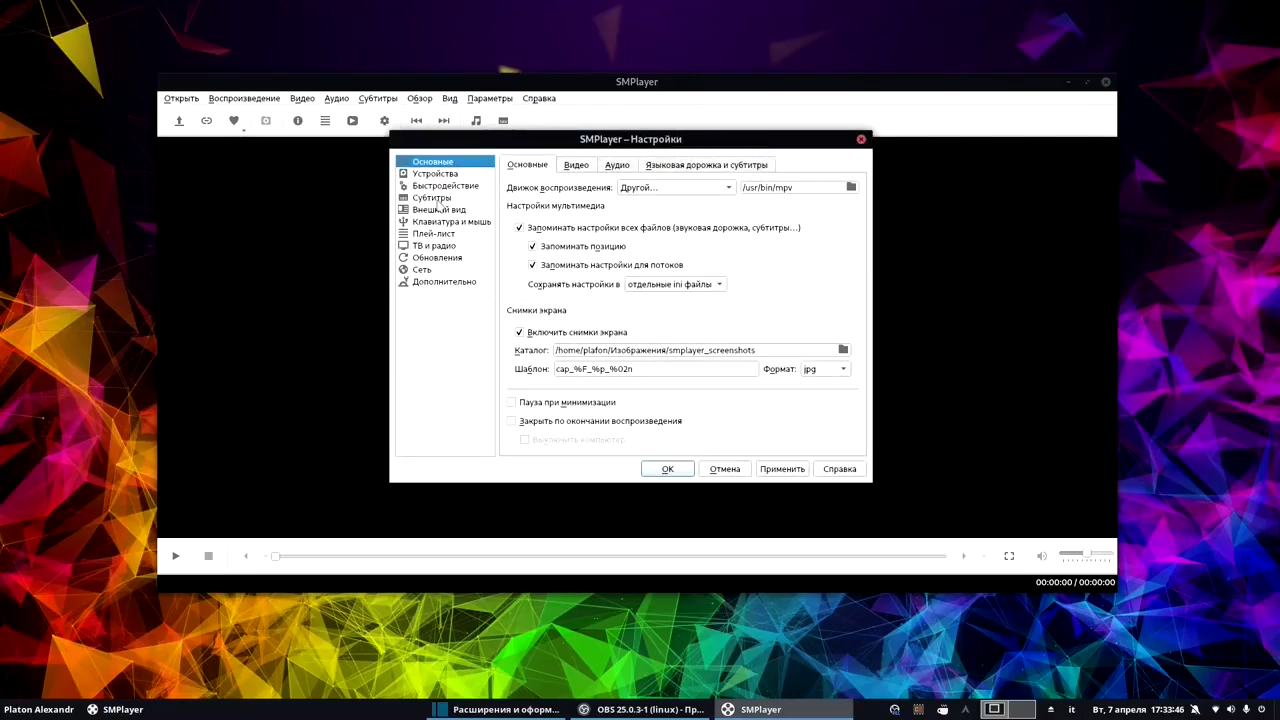 SMPlayer
Открыть Воспроизведение Видео Аудио Субтитры Обзор Вид Параметры Справка
SMPlayer – Настройки
Основные
Устройства
Быстродействие
Субтитры
Внешний вид
Клавиатура и мышь
Плей-лист
ТВ и радио
Обновления
Сеть
Дополнительно
Основные Видео Аудио Языковая дорожка и субтитры
Движок воспроизведения: Другой... /usr/bin/mpv
Настройки мультимедиа
Запоминать настройки всех файлов (звуковая дорожка, субтитры...)
Запоминать позицию
Запоминать настройки для потоков
Сохранять настройки в отдельные ini файлы
Снимки экрана
Включить снимки экрана
Каталог: /home/plafon/Изображения/smplayer_screenshots
Шаблон: cap_%F_%p_%02n Формат: jpg
Пауза при минимизации
Закрыть по окончании воспроизведения
Выключить компьютер
OK Отмена Применить Справка
00:00:00 / 00:00:00
Platon Alexandr SMPlayer Расширения и оформ... OBS 25.0.3-1 (linux) - Пр... SMPlayer it Вт, 7 апреля 17:33:46